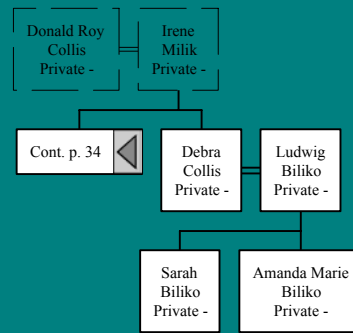 Donald Roy
Collis
Private -
Irene
Milik
Private -
Cont. p. 34
Debra
Collis
Private -
Ludwig
Biliko
Private -
Sarah
Biliko
Private -
Amanda Marie
Biliko
Private -